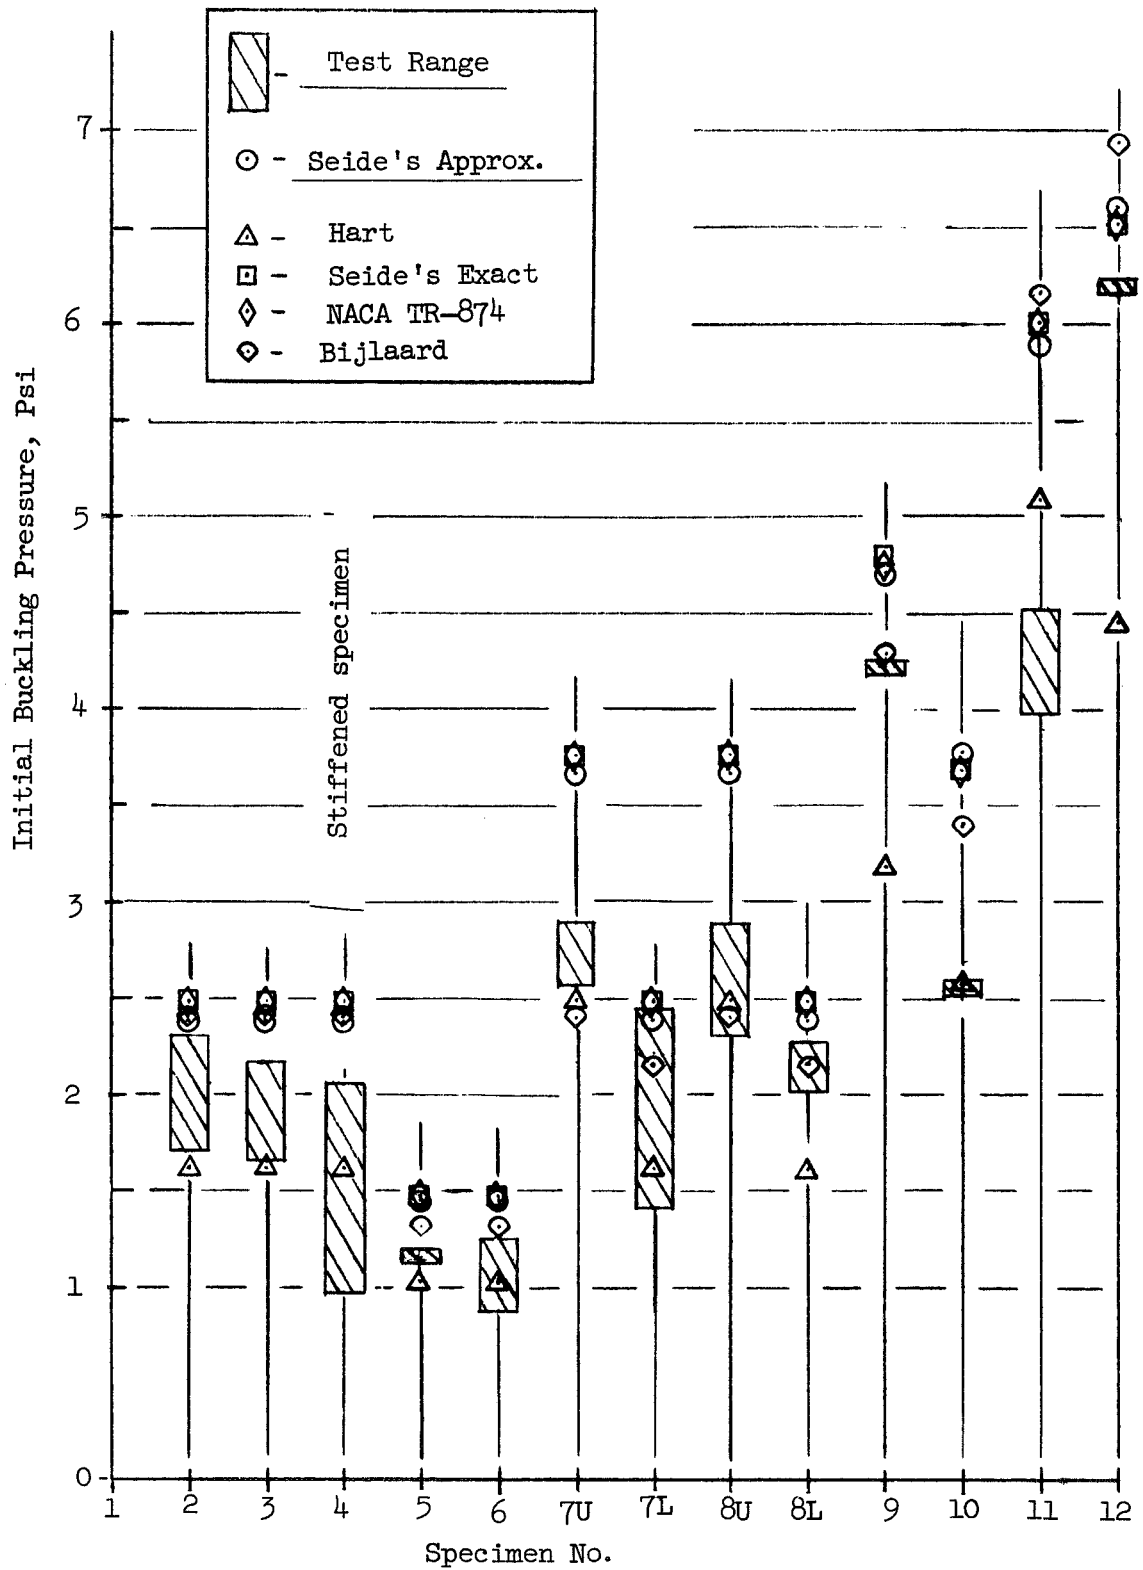 Test Range
Seide's Approx.
Hart
Seide's Exact
NACA TR-874
Bijlaard
Initial Buckling Pressure, Psi
7
6
5
4
3
2
1
0
Stiffened specimen
1 2 3 4 5 6 7U 7L 8U 8L 9 10 11 12
Specimen No.